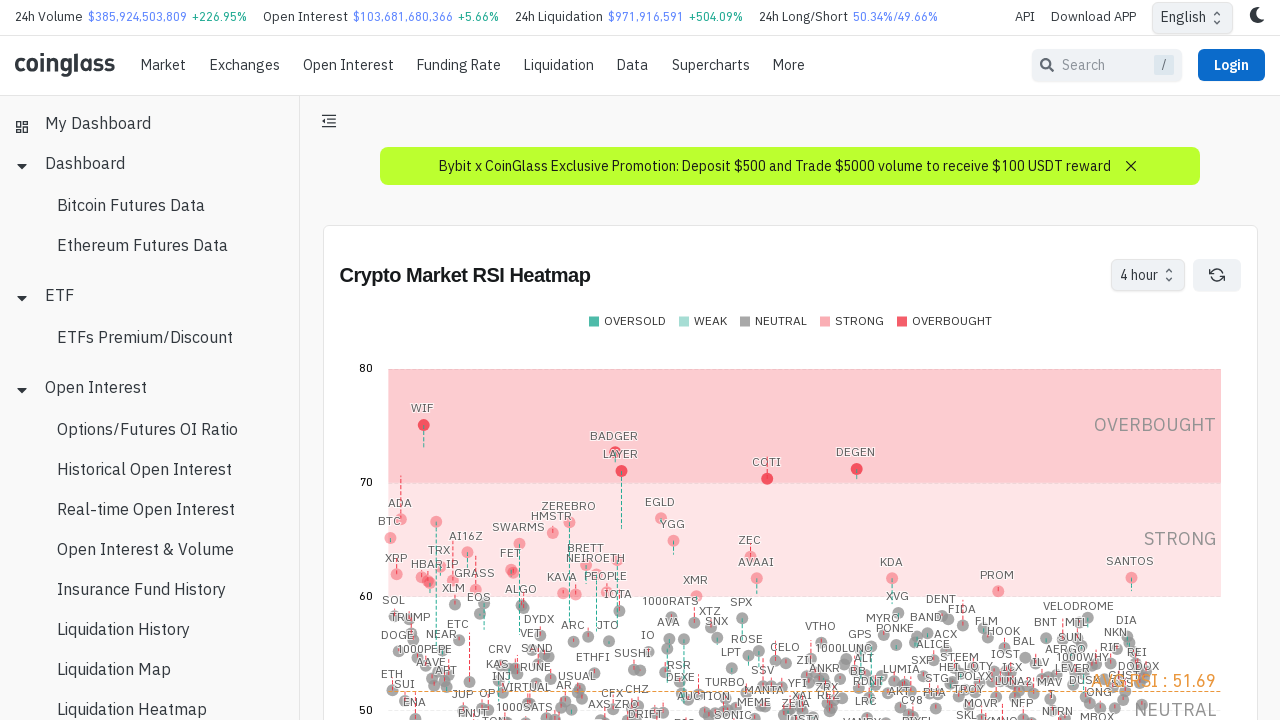 24h Volume $385,924,503,809 +226.95% Open Interest $103,681,680,366 +5.66% 24h Liquidation $971,916,591 +504.09% 24h Long/Short 50.34%/49.66% API Download APP English
coinglass Market Exchanges Open Interest Funding Rate Liquidation Data Supercharts More Search / Login
My Dashboard
Dashboard
Bitcoin Futures Data
Ethereum Futures Data
ETF
ETFs Premium/Discount
Open Interest
Options/Futures OI Ratio
Historical Open Interest
Real-time Open Interest
Open Interest & Volume
Insurance Fund History
Liquidation History
Liquidation Map
Liquidation Heatmap
Bybit x CoinGlass Exclusive Promotion: Deposit $500 and Trade $5000 volume to receive $100 USDT reward
Crypto Market RSI Heatmap 4 hour
OVERSOLD WEAK NEUTRAL STRONG OVERBOUGHT
80
WIF
OVERBOUGHT
BADGER
DEGEN
LAYER
COTI
70
ADA
EGLD
ZEREBRO
HMSTR
BTC
YGG
SWARMS
STRONG
AI16Z
ZEC
TRX
BRETT
FET
XRP
NEIROETH
HBAR
IP
AVAAI
KDA
SANTOS
GRASS
KAVA
PEOPLE
PROM
XMR
XLM
ALGO
IOTA
60
EOS
SOL
1000RATS
SPX
XVG
DENT
VELODROME
FIDA
XTZ
TRUMP
DYDX
SNX
MYRO
BAND
FLM
BNT
MTL
DIA
ETC
ARC
JTO
AVA
VTHO
PONKE
NKN
DOGE
NEAR
VET
IO
ROSE
GPS
ACX
HOOK
SUN
1000PEPE
CRV
SAND
SUSHI
LPT
CELO
1000LUNC
ALICE
BAL
AERGO
RIF
REI
AAVE
KAS
RUNE
ETHFI
RSR
SSV
ZIL
ALT
SXP
STEEM
IOST
ILV
1000WHY
APT
INJ
USUAL
DEXE
ANKR
BB
LUMIA
HEI
LOTY
ICX
LEVER
ETH
SUI
VIRTUAL
AR
TURBO
YFI
STG
POLYX
LUNA2
MAV
AVG RSI : 51.69
JUP
OP
CFX
CHZ
AUCTION
MANTA
XAI
ZRX
REZ
AKT
PHA
TROY
ONG
ENA
1000SATS
AXS
ZRO
MEME
ZETA
LRC
C98
MOVR
NFP
NTRN
NEUTRAL
50
DRIFT
SONIC
SKL
MBOX